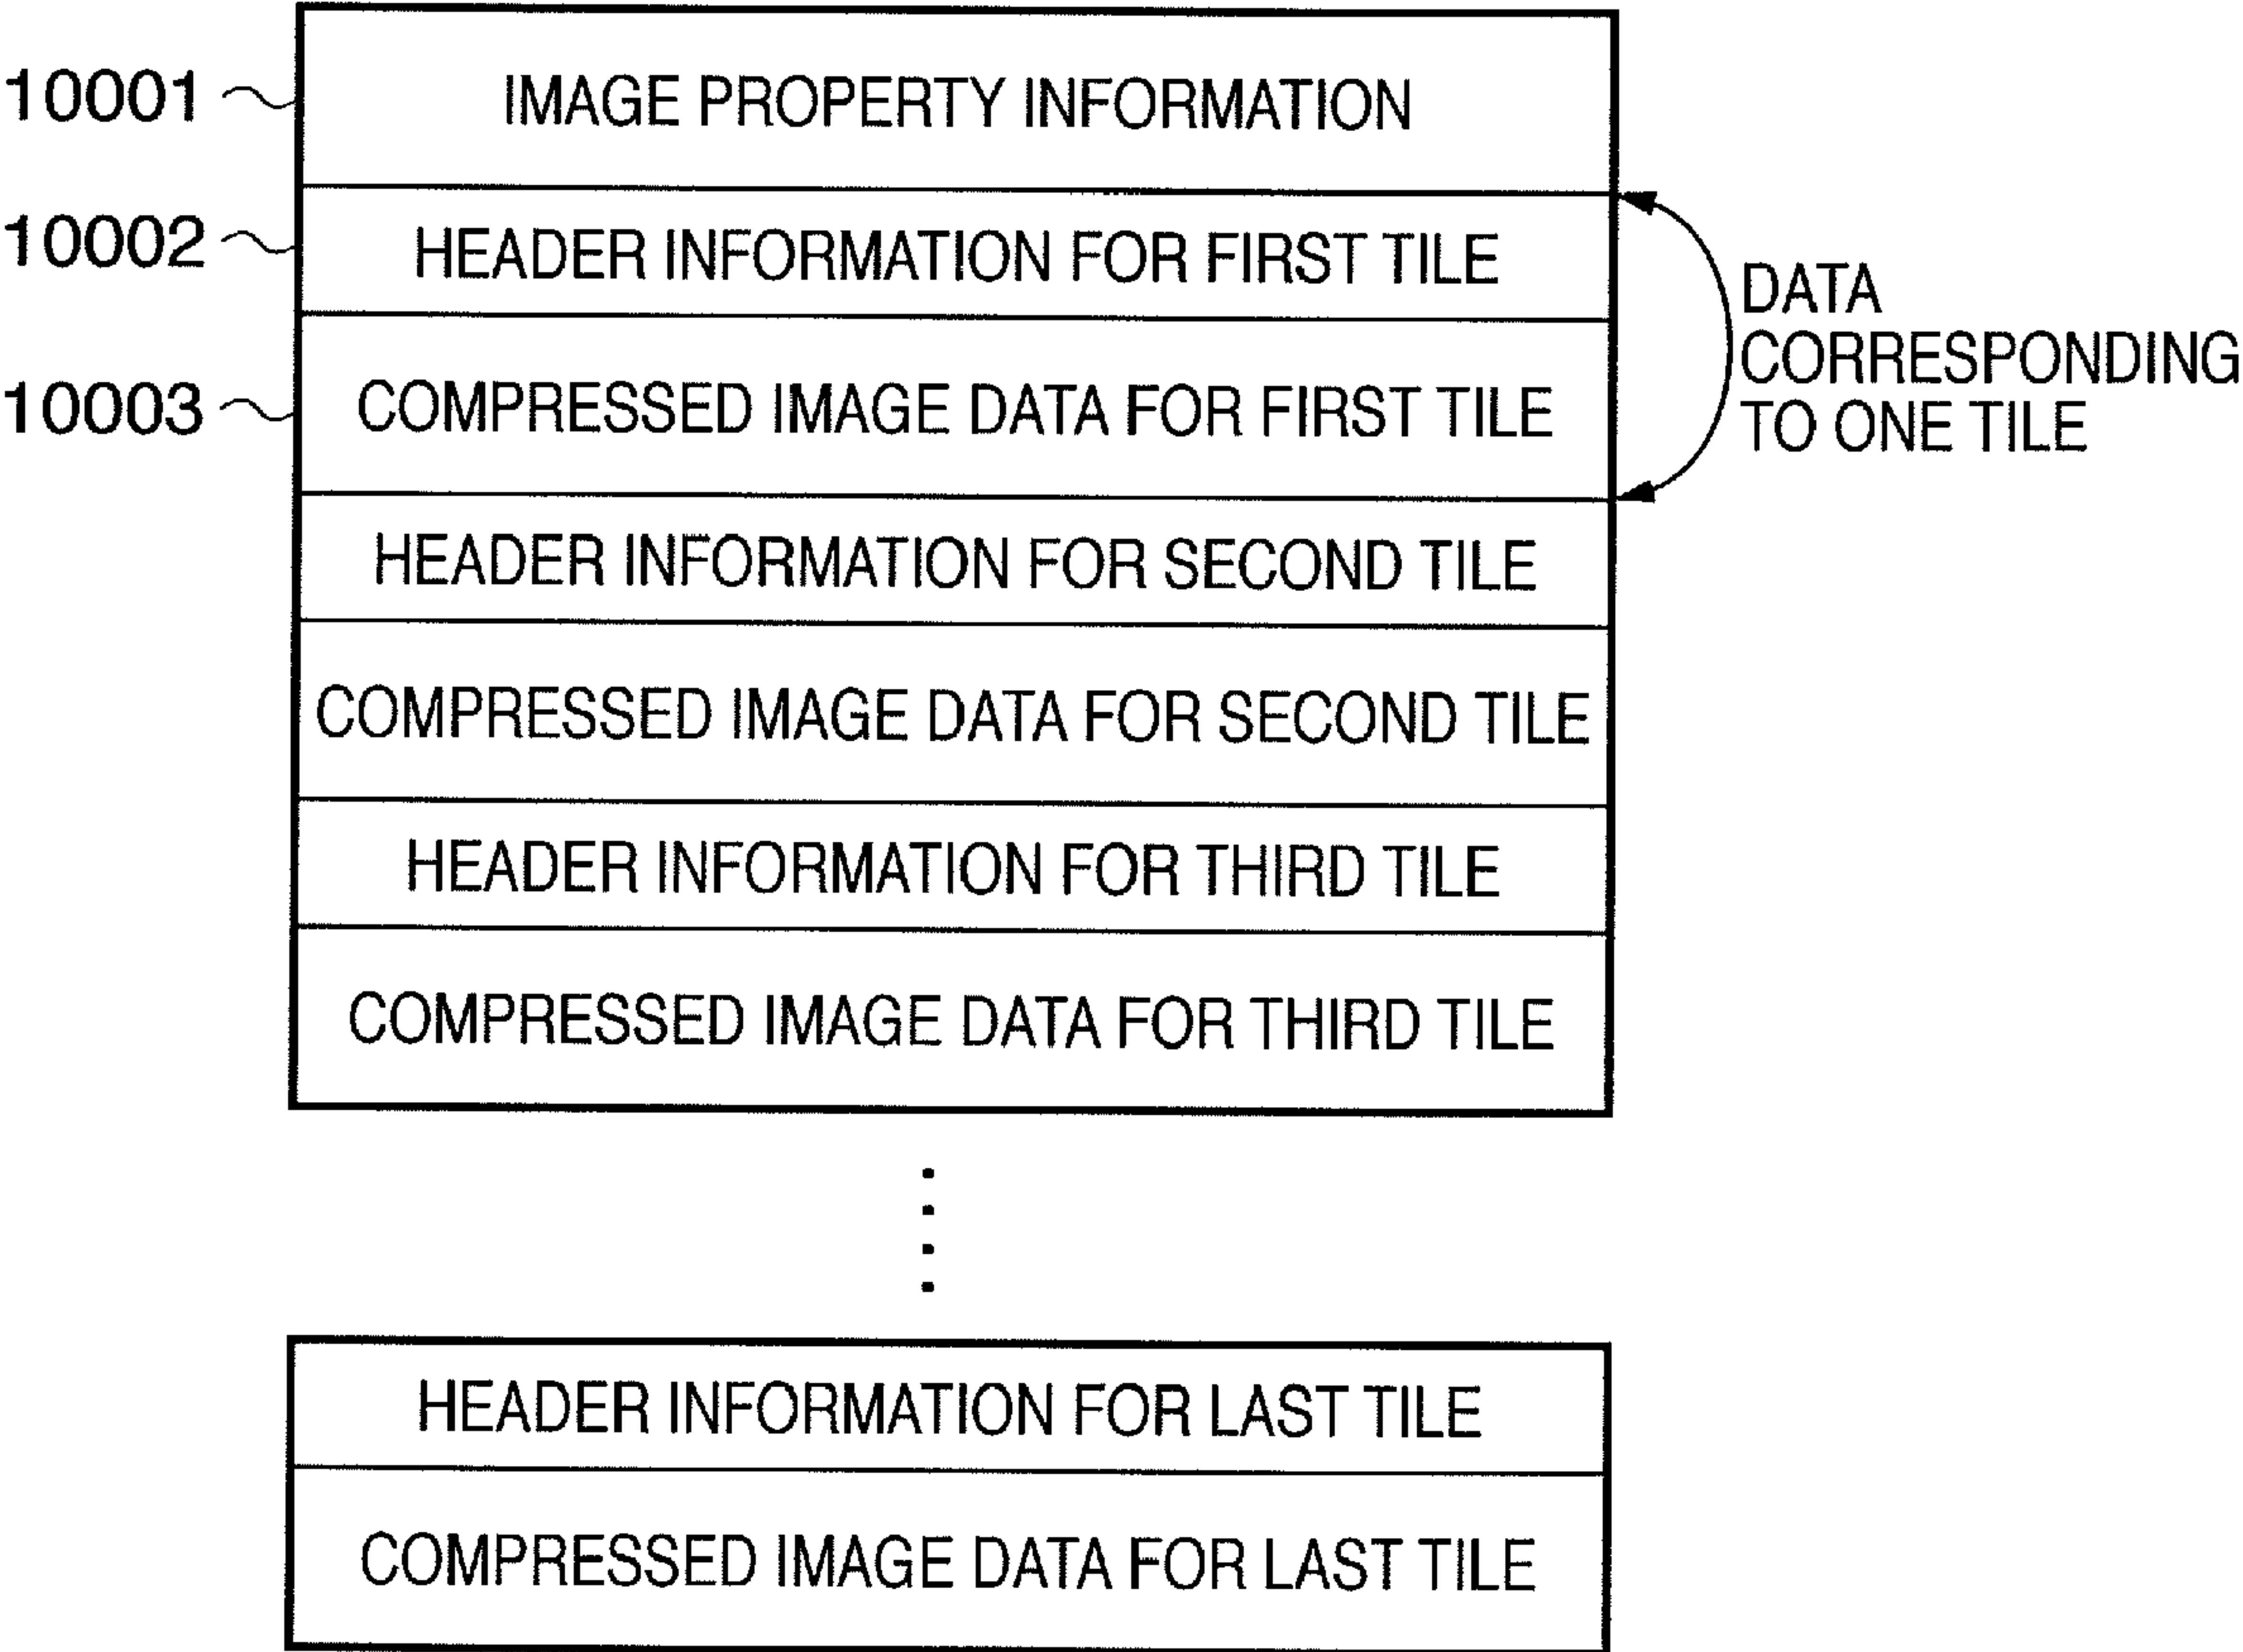 10001
IMAGE PROPERTY INFORMATION
10002
HEADER INFORMATION FOR FIRST TILE
DATA
CORRESPONDING
TO ONE TILE
10003
COMPRESSED IMAGE DATA FOR FIRST TILE
HEADER INFORMATION FOR SECOND TILE
COMPRESSED IMAGE DATA FOR SECOND TILE
HEADER INFORMATION FOR THIRD TILE
COMPRESSED IMAGE DATA FOR THIRD TILE
HEADER INFORMATION FOR LAST TILE
COMPRESSED IMAGE DATA FOR LAST TILE